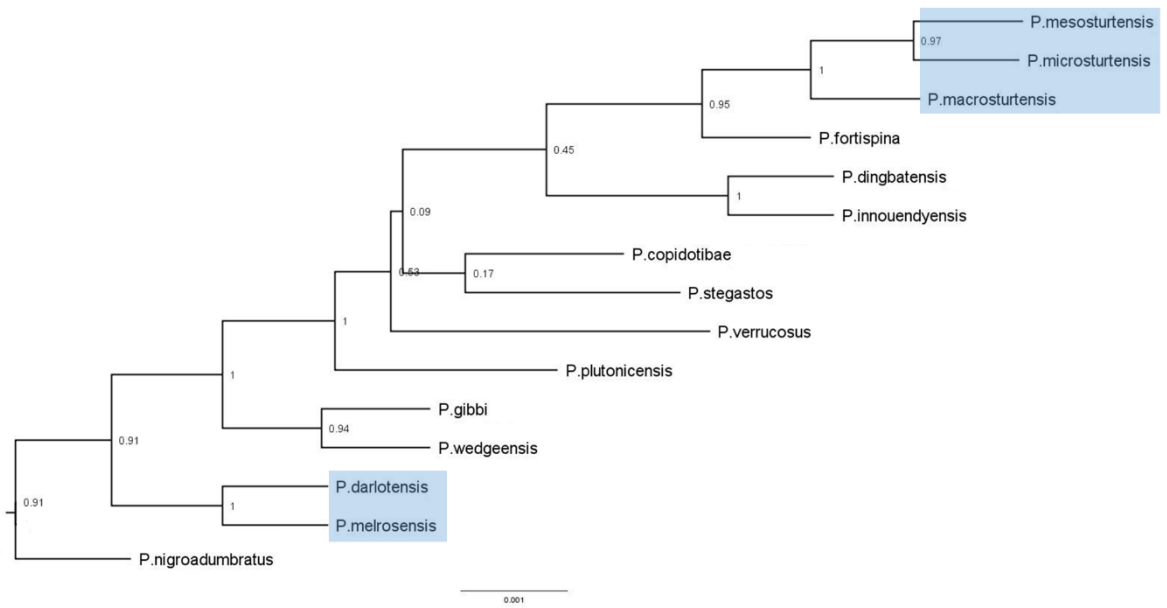 P.mesosturtensis
0.97
P.microsturtensis
1
P.macrosturtensis
0.95
P.fortispina
0.45
P.dingbatensis
1
P.innouendyensis
0.09
P.copidotibae
0.53
0.17
P.stegastos
1
P.verrucosus
P.plutonicensis
1
P.gibbi
0.94
0.91
P.wedgeensis
P.darlotensis
0.91
1
P.melrosensis
P.nigroadumbratus
0.001